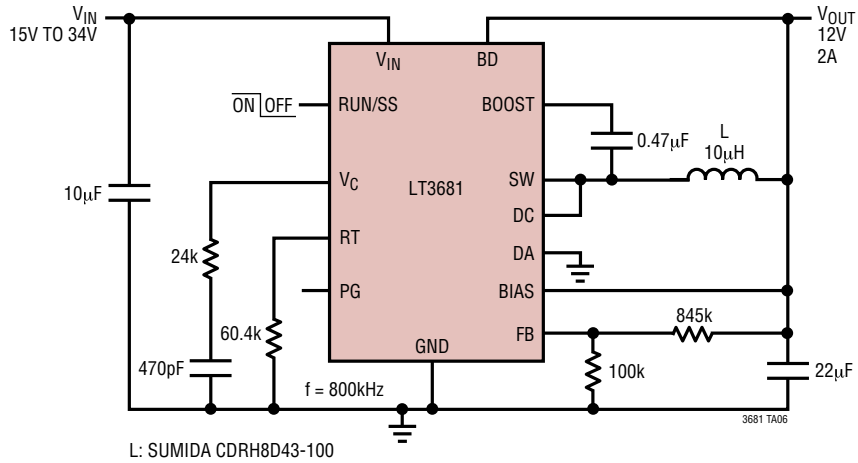 VIN
15V TO 34V
VOUT
12V
2A
VIN
BD
ON OFF
RUN/SS
BOOST
0.47µF
L
10µH
10µF
VC
LT3681
SW
DC
24k
RT
DA
PG
BIAS
60.4k
845k
FB
GND
470pF
f = 800kHz
100k
22µF
3681 TA06
L: SUMIDA CDRH8D43-100